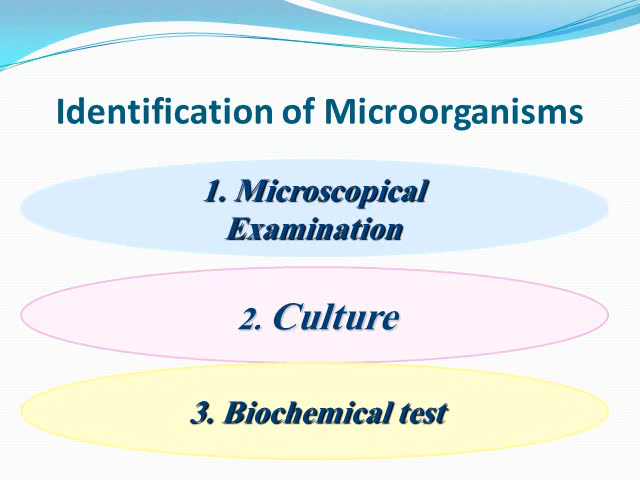 Identification of Microorganisms
1. Microscopical
Examination
2. Culture
3. Biochemical test